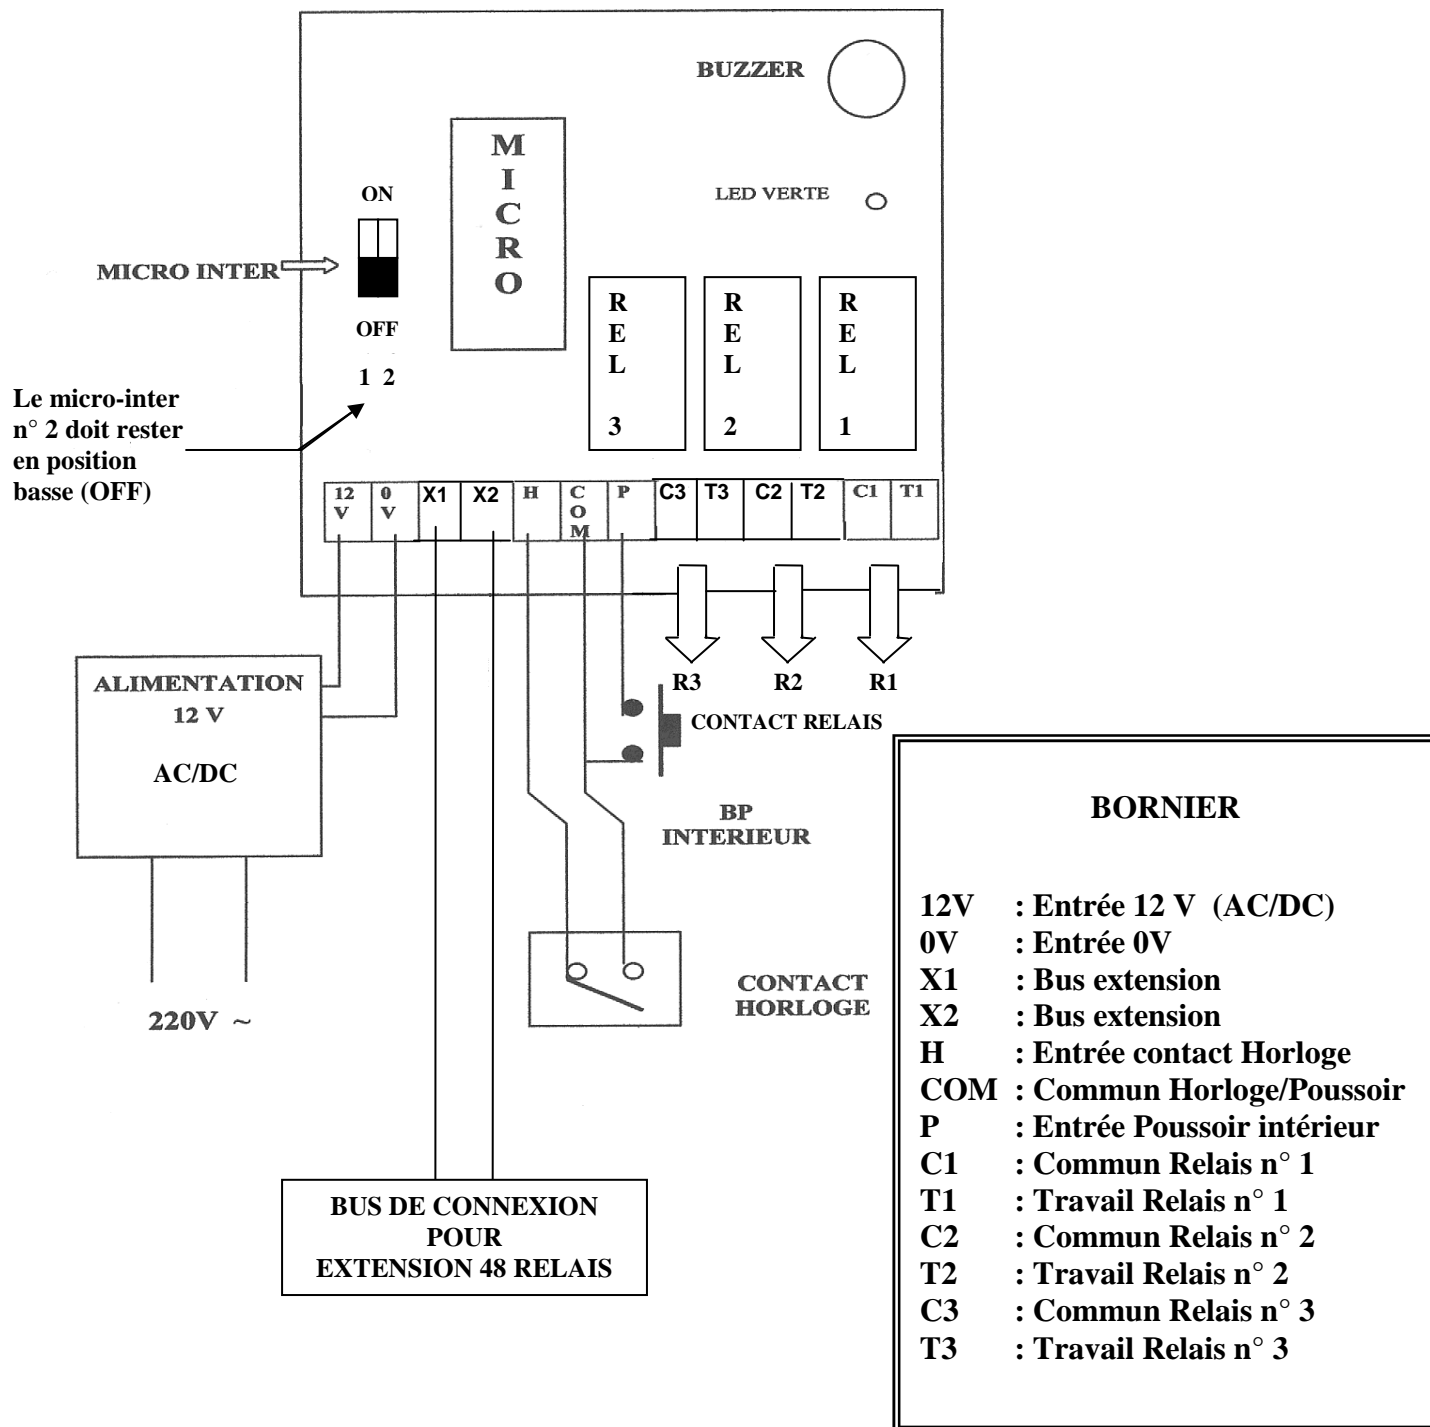 BUZZER
M
I
C
R
O
LED VERTE
ON
MICRO INTER
OFF
1 2
R
E
L
3
R
E
L
2
R
E
L
1
Le micro-inter
n° 2 doit rester
en position
basse (OFF)
12 V
0 V
X1
X2
H
COM
P
C3
T3
C2
T2
C1
T1
R3
R2
R1
ALIMENTATION
12 V
AC/DC
CONTACT RELAIS
BP
INTERIEUR
220V ~
CONTACT
HORLOGE
BUS DE CONNEXION
POUR
EXTENSION 48 RELAIS
BORNIER
12V : Entrée 12 V (AC/DC)
0V : Entrée 0V
X1 : Bus extension
X2 : Bus extension
H : Entrée contact Horloge
COM : Commun Horloge/Poussoir
P : Entrée Poussoir intérieur
C1 : Commun Relais n° 1
T1 : Travail Relais n° 1
C2 : Commun Relais n° 2
T2 : Travail Relais n° 2
C3 : Commun Relais n° 3
T3 : Travail Relais n° 3